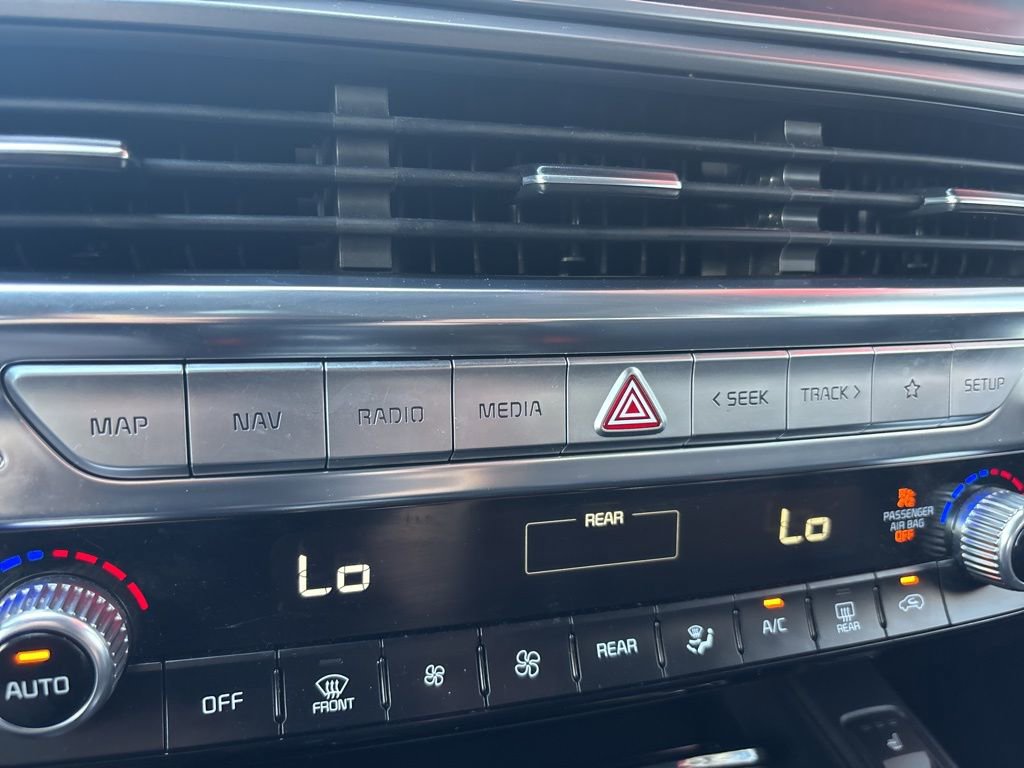 MAP NAV RADIO MEDIA < SEEK TRACK > SETUP
REAR
Lo Lo
PASSENGER
AIR BAG
OFF
AUTO OFF FRONT REAR A/C REAR